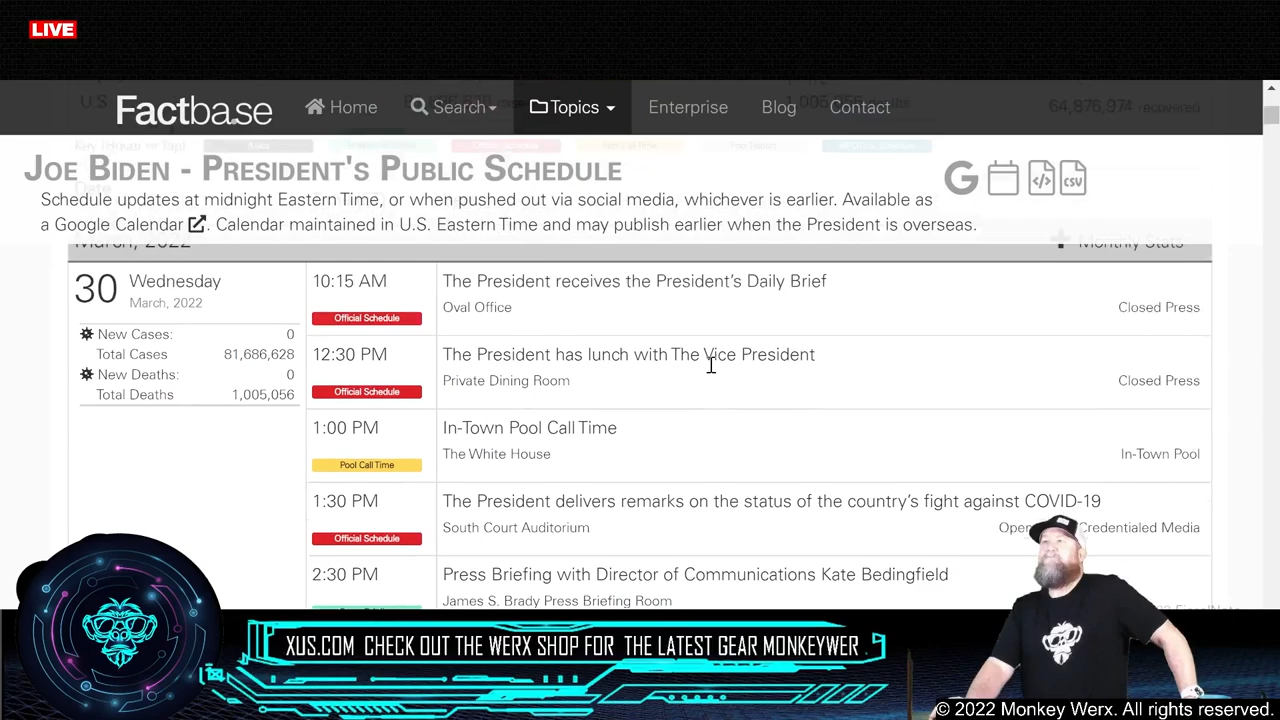 LIVE
Factba.se
Home
Search
Topics
Enterprise
Blog
Contact
JOE BIDEN - PRESIDENT'S PUBLIC SCHEDULE
Schedule updates at midnight Eastern Time, or when pushed out via social media, whichever is earlier. Available as
a Google Calendar . Calendar maintained in U.S. Eastern Time and may publish earlier when the President is overseas.
CSV
March, 2022
Monthly Stats
30 Wednesday
March, 2022
New Cases: 0
Total Cases 81,686,628
New Deaths: 0
Total Deaths 1,005,056
10:15 AM The President receives the President's Daily Brief
Official Schedule Oval Office Closed Press
12:30 PM The President has lunch with The Vice President
Official Schedule Private Dining Room Closed Press
1:00 PM In-Town Pool Call Time
Pool Call Time The White House In-Town Pool
1:30 PM The President delivers remarks on the status of the country's fight against COVID-19
Official Schedule South Court Auditorium Credentialed Media
2:30 PM Press Briefing with Director of Communications Kate Bedingfield
James S. Brady Press Briefing Room
XUS.COM CHECK OUT THE WERX SHOP FOR THE LATEST GEAR MONKEYWER
© 2022 Monkey Werx. All rights reserved.